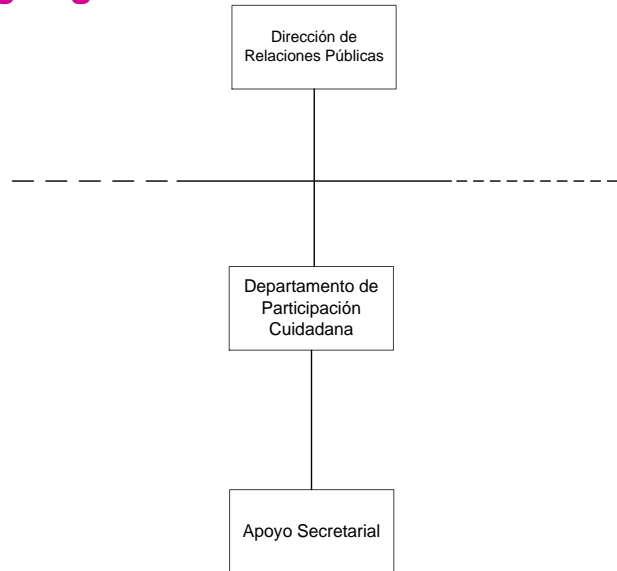 Dirección de
Relaciones Públicas
Departamento de
Participación
Cuidadana
Apoyo Secretarial